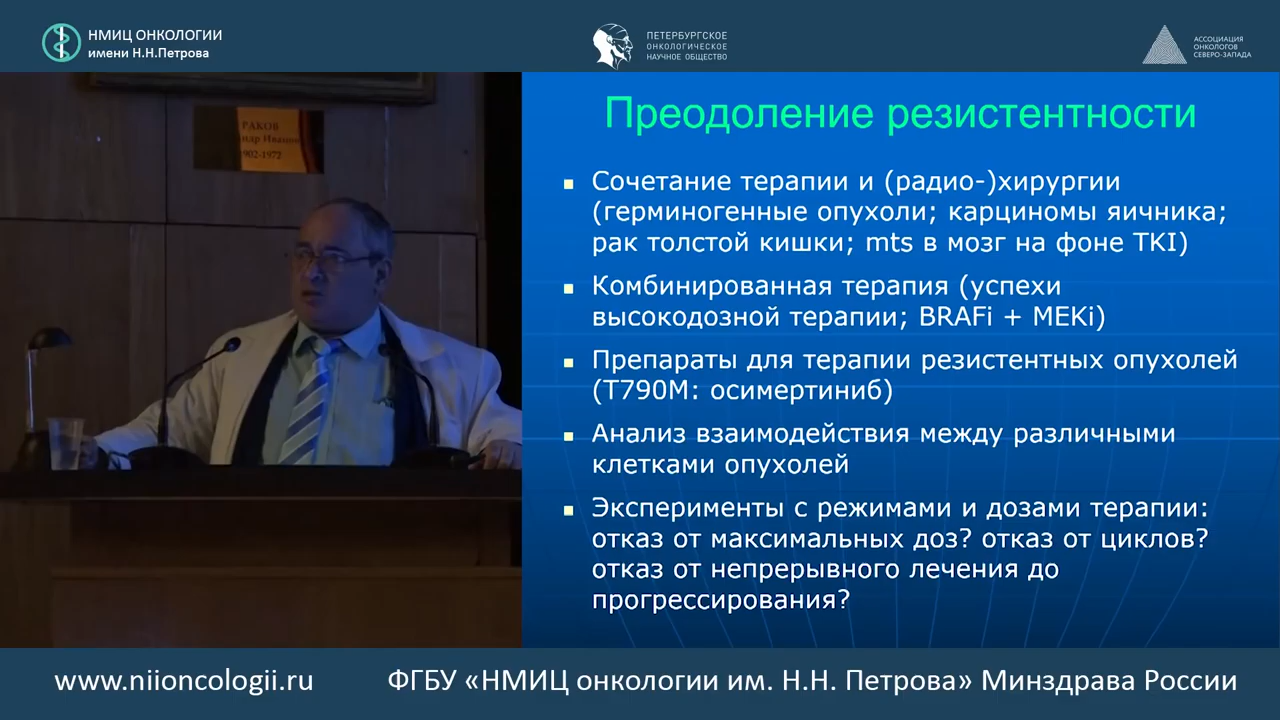 НМИЦ ОНКОЛОГИИ
имени Н.Н.Петрова
ПЕТЕРБУРГСКОЕ
ОНКОЛОГИЧЕСКОЕ
НАУЧНОЕ ОБЩЕСТВО
АССОЦИАЦИЯ
ОНКОЛОГОВ
СЕВЕРО-ЗАПАДА
РАКОВ
1902-1972
Преодоление резистентности
Сочетание терапии и (радио-)хирургии
(герминогенные опухоли; карциномы яичника;
рак толстой кишки; mts в мозг на фоне TKI)
Комбинированная терапия (успехи
высокодозной терапии; BRAFi + MEKi)
Препараты для терапии резистентных опухолей
(T790M: осимертиниб)
Анализ взаимодействия между различными
клетками опухолей
Эксперименты с режимами и дозами терапии:
отказ от максимальных доз? отказ от циклов?
отказ от непрерывного лечения до
прогрессирования?
www.niioncologii.ru
ФГБУ «НМИЦ онкологии им. Н.Н. Петрова» Минздрава России